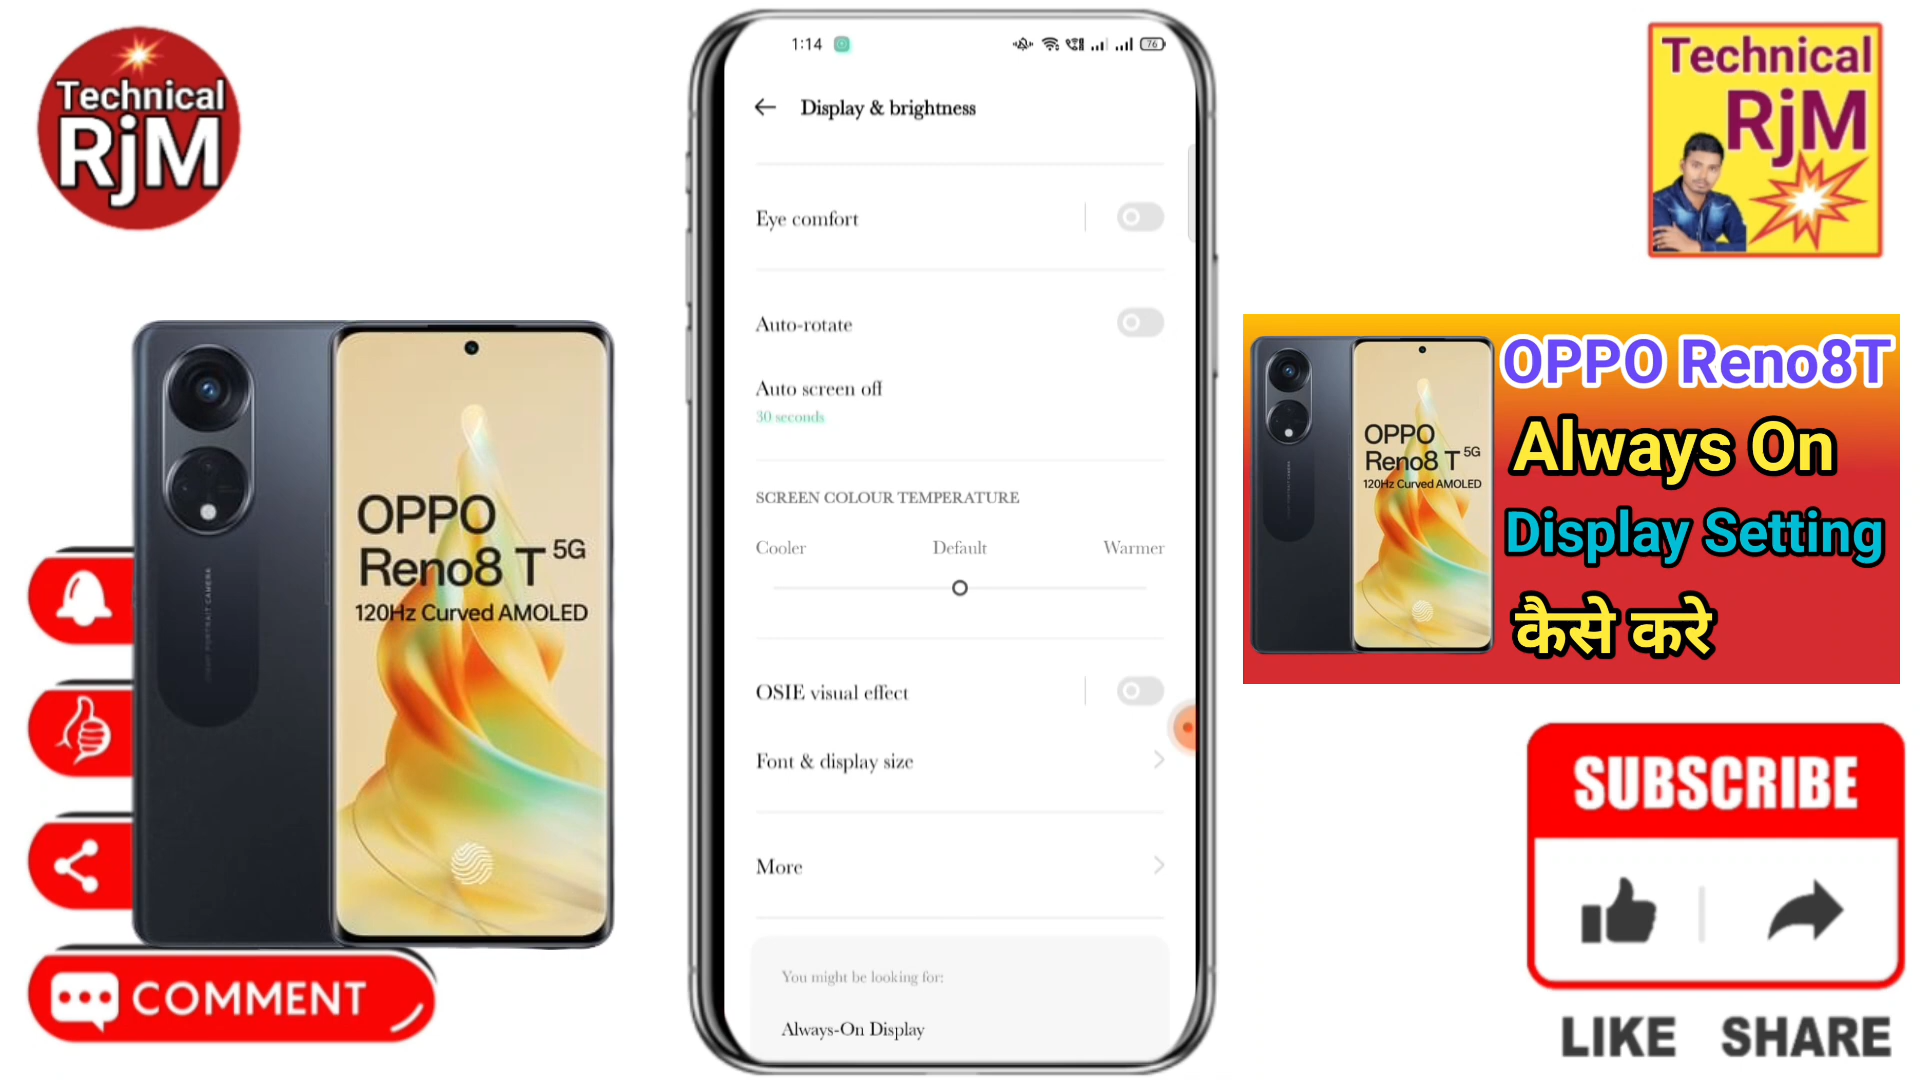 Technical
RjM
OPPO
Reno8 T 5G
120Hz Curved AMOLED
COMMENT
1:14
76
Display & brightness
Eye comfort
Auto-rotate
Auto screen off
30 seconds
SCREEN COLOUR TEMPERATURE
Cooler Default Warmer
OSIE visual effect
Font & display size
More
You might be looking for:
Always-On Display
Technical
RjM
OPPO Reno8T
Always On
Display Setting
कैसे करे
OPPO
Reno8 T 5G
120Hz Curved AMOLED
SUBSCRIBE
LIKE SHARE